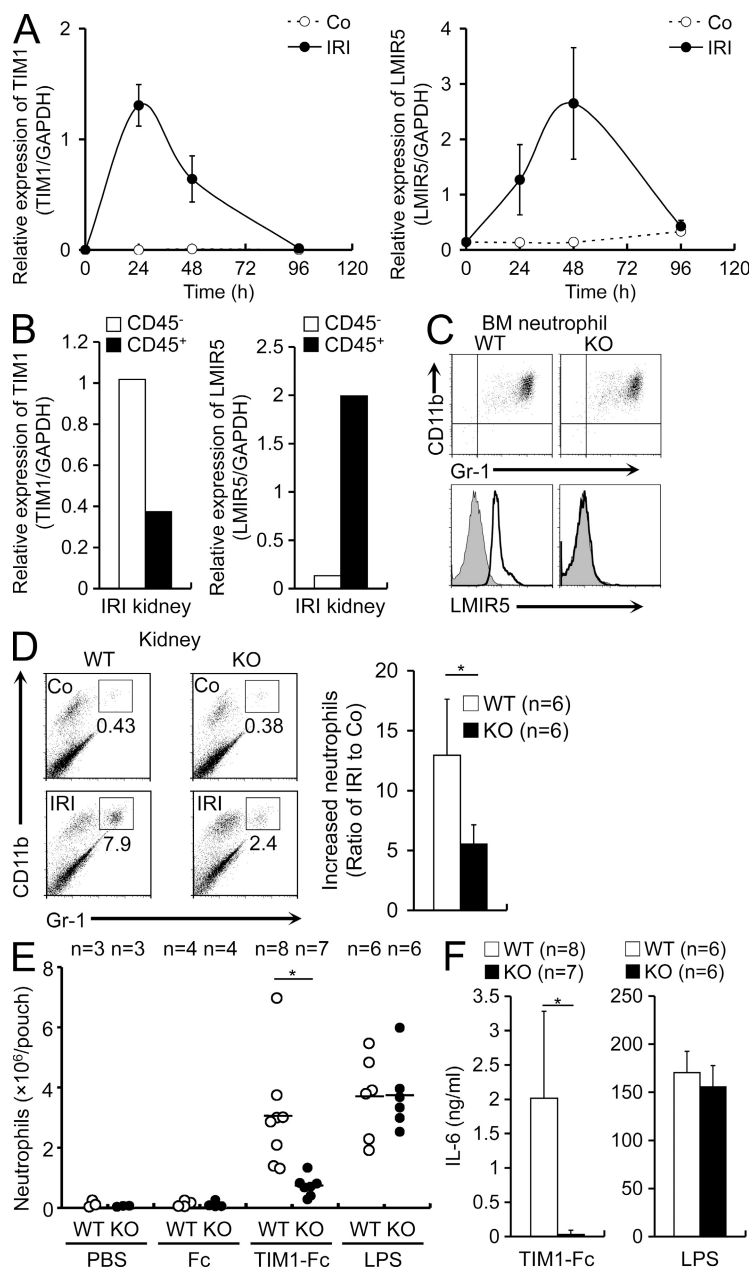 A
Relative expression of TIM1
(TIM1/GAPDH)
2
1
0
0 24 48 72 96 120
Time (h)
Co
IRI
Relative expression of LMIR5
(LMIR5/GAPDH)
4
3
2
1
0
0 24 48 72 96 120
Time (h)
Co
IRI
B
CD45-
CD45+
Relative expression of TIM1
(TIM1/GAPDH)
1.2
1
0.8
0.6
0.4
0.2
0
IRI kidney
CD45-
CD45+
Relative expression of LMIR5
(LMIR5/GAPDH)
2.5
2
1.5
1
0.5
0
IRI kidney
C
BM neutrophil
WT KO
CD11b
Gr-1
LMIR5
D
Kidney
WT KO
Co
0.43
Co
0.38
IRI
7.9
IRI
2.4
CD11b
Gr-1
Increased neutrophils
(Ratio of IRI to Co)
20
15
10
5
0
*
WT (n=6)
KO (n=6)
E
n=3 n=3 n=4 n=4 n=8 n=7 n=6 n=6
Neutrophils (×10⁶/pouch)
8
6
4
2
0
*
WT KO WT KO WT KO WT KO
PBS Fc TIM1-Fc LPS
F
WT (n=8)
KO (n=7)
IL-6 (ng/ml)
3.5
3
2.5
2
1.5
1
0.5
0
*
TIM1-Fc
WT (n=6)
KO (n=6)
250
200
150
100
50
0
LPS